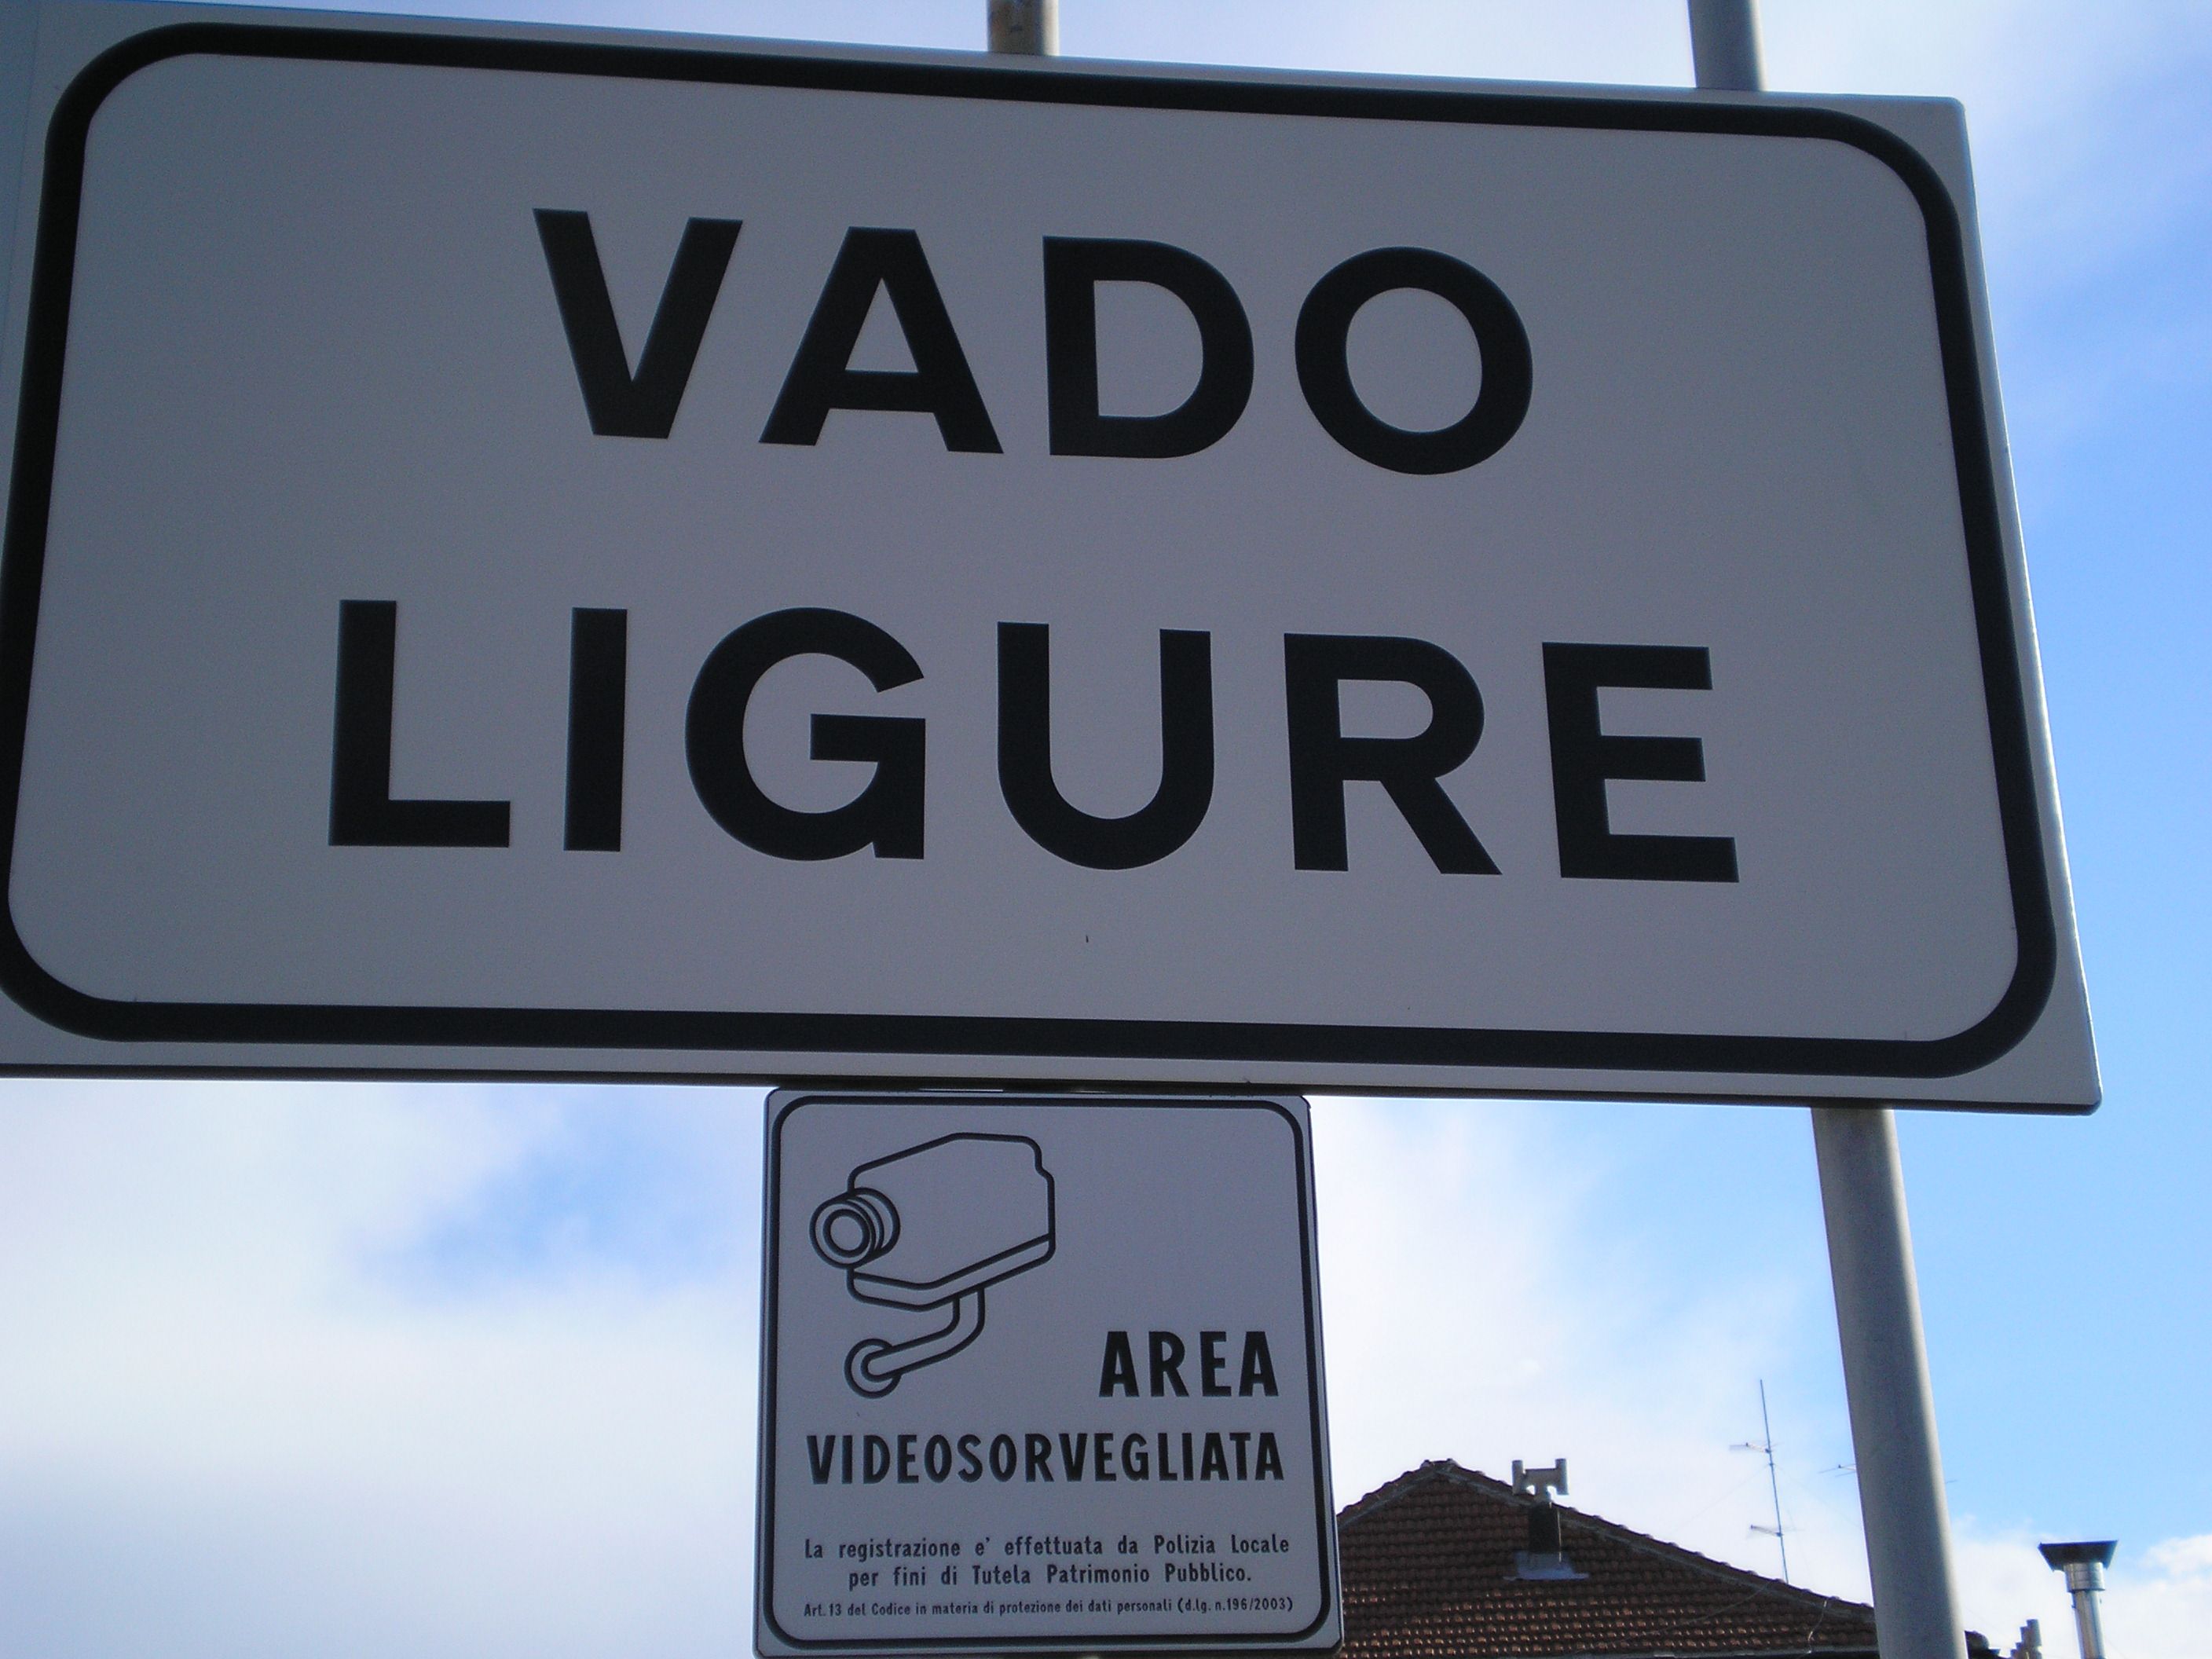 VADO
LIGURE
AREA
VIDEOSORVEGLIATA
La registrazione e' effettuata da Polizia Locale
per fini di Tutela Patrimonio Pubblico.
Art. 13 del Codice in materia di protezione dei dati personali (d.lg. n.196/2003)